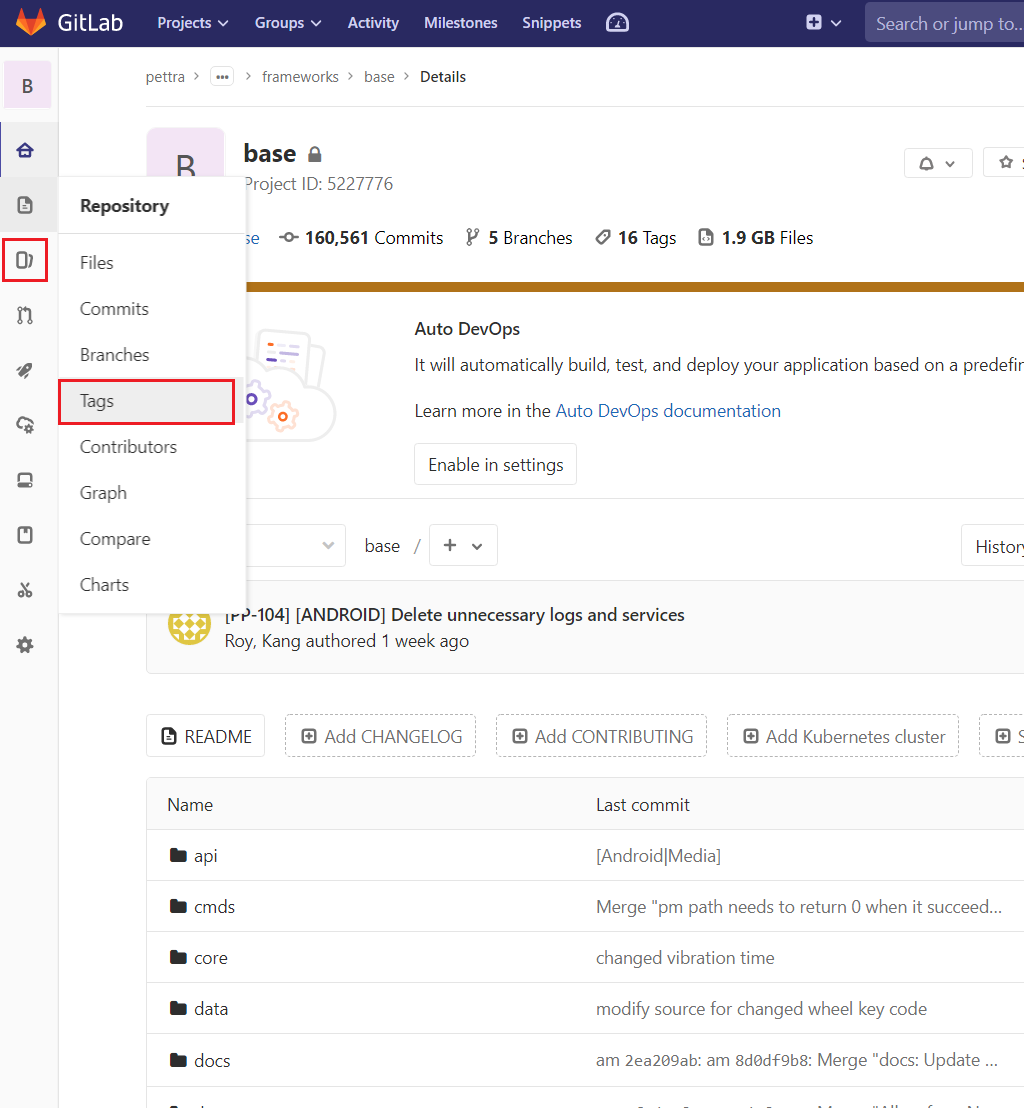 GitLab Projects Groups Activity Milestones Snippets Search or jump to...
B
pettra > ... > frameworks > base > Details
B
base
Project ID: 5227776
Repository
160,561 Commits 5 Branches 16 Tags 1.9 GB Files
Files
Commits
Branches
Tags
Contributors
Graph
Compare
Charts
Auto DevOps
It will automatically build, test, and deploy your application based on a predefin
Learn more in the Auto DevOps documentation
Enable in settings
base / +
History
[PP-104] [ANDROID] Delete unnecessary logs and services
Roy, Kang authored 1 week ago
README Add CHANGELOG Add CONTRIBUTING Add Kubernetes cluster
Name Last commit
api [Android|Media]
cmds Merge "pm path needs to return 0 when it succeed...
core changed vibration time
data modify source for changed wheel key code
docs am 2ea209ab: am 8d0df9b8: Merge "docs: Update ...